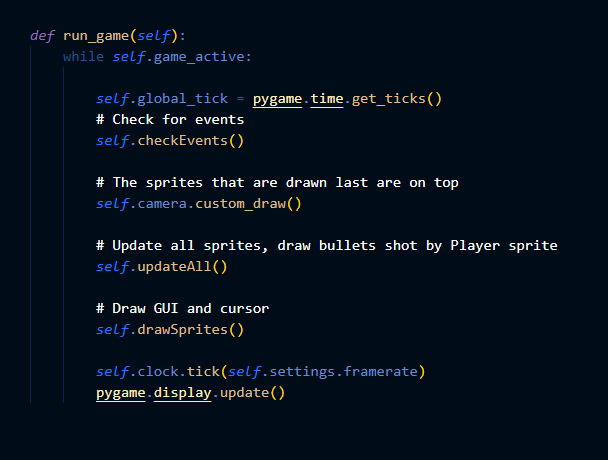 def run_game(self):
while self.game_active:
self.global_tick = pygame.time.get_ticks()
# Check for events
self.checkEvents()
# The sprites that are drawn last are on top
self.camera.custom_draw()
# Update all sprites, draw bullets shot by Player sprite
self.updateAll()
# Draw GUI and cursor
self.drawSprites()
self.clock.tick(self.settings.framerate)
pygame.display.update()